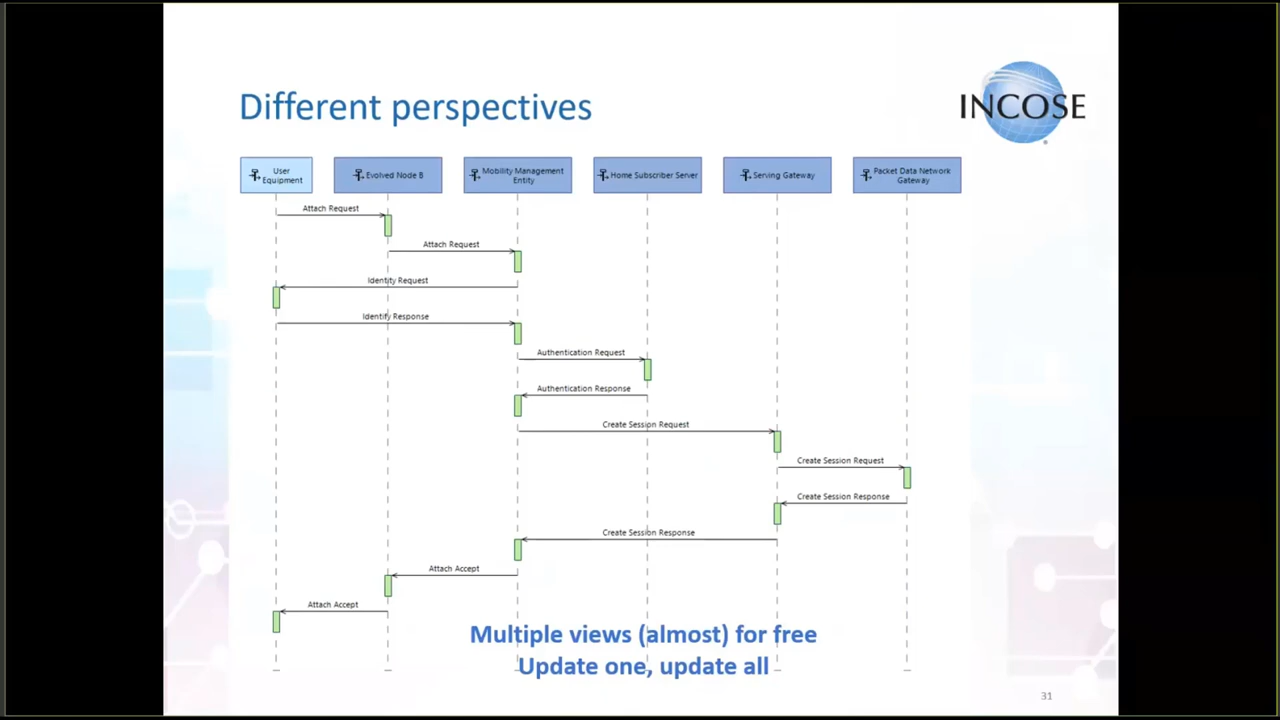 Different perspectives
INCOSE
User
Equipment
Evolved Node B
Mobility Management
Entity
Home Subscriber Server
Serving Gateway
Packet Data Network
Gateway
Attach Request
Attach Request
Identity Request
Identify Response
Authentication Request
Authentication Response
Create Session Request
Create Session Request
Create Session Response
Create Session Response
Attach Accept
Attach Accept
Multiple views (almost) for free
Update one, update all
31